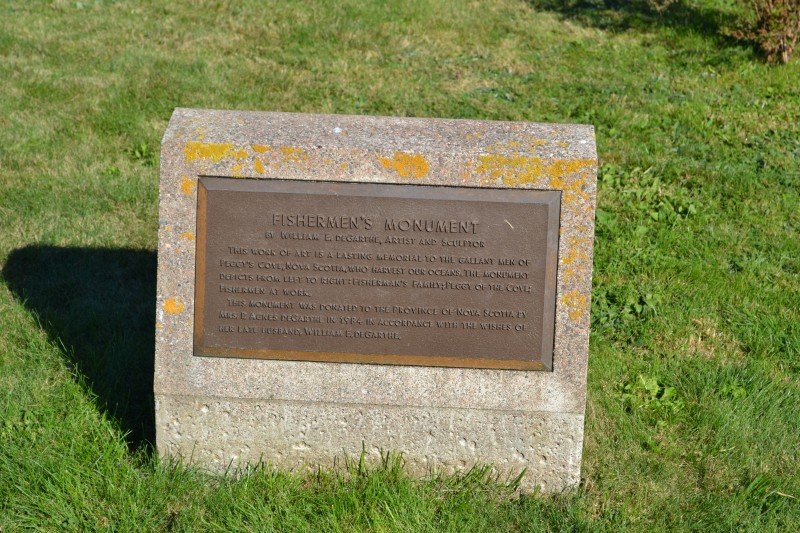 FISHERMEN'S MONUMENT
BY WILLIAM E. DEGARTHE, ARTIST AND SCULPTOR
THIS WORK OF ART IS A LASTING MEMORIAL TO THE GALLANT MEN OF
PEGGY'S COVE, NOVA SCOTIA, WHO HARVEST OUR OCEANS. THE MONUMENT
DEPICTS FROM LEFT TO RIGHT: FISHERMAN'S FAMILY; PEGGY OF THE COVE;
FISHERMEN AT WORK.
THIS MONUMENT WAS DONATED TO THE PROVINCE OF NOVA SCOTIA BY
MRS. P. AGNES DEGARTHE IN 1984 IN ACCORDANCE WITH THE WISHES OF
HER LATE HUSBAND, WILLIAM E. DEGARTHE.